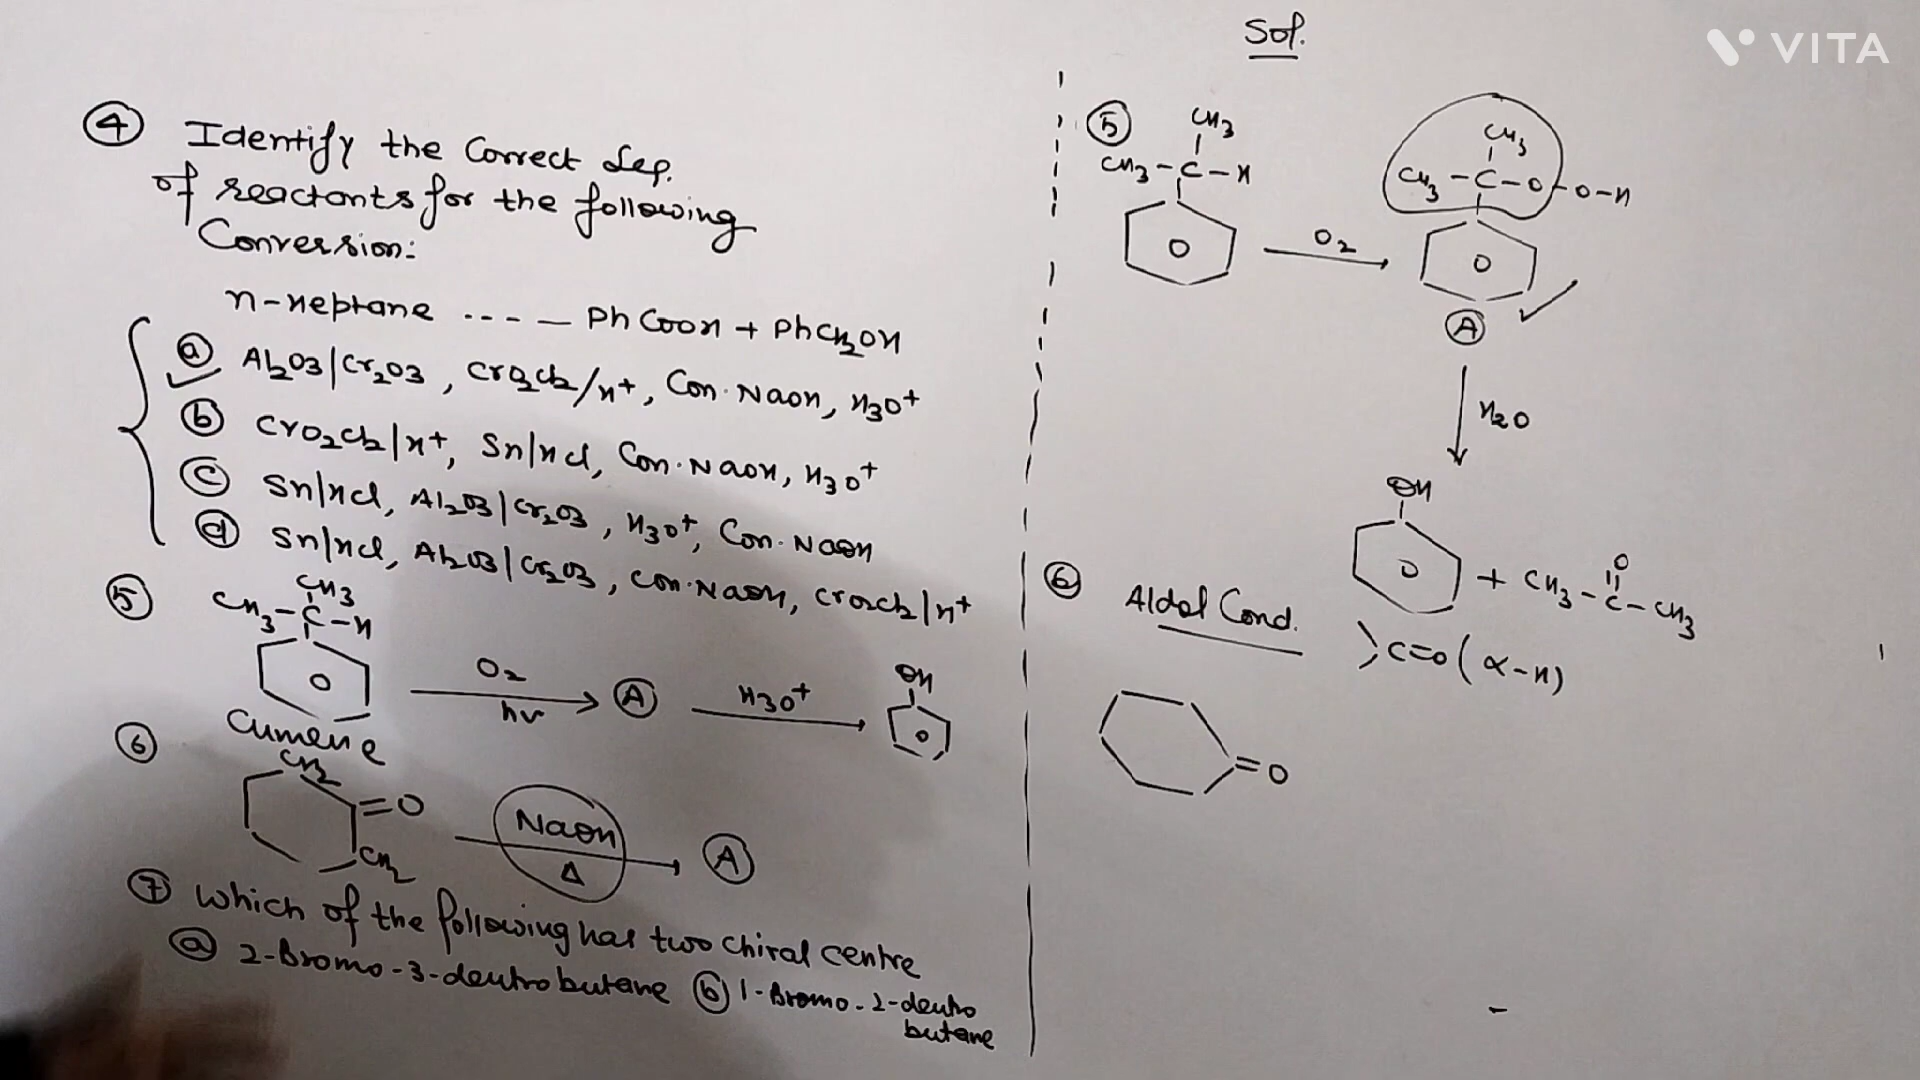 VITA
④ Identify the Correct Seq.
of reactants for the following
Conversion:
n-Heptane ---- — PhCOOH + PhCH2OH
ⓐ Al2O3/Cr2O3, CrO2Cl2/H+, Con. NaOH, H3O+
ⓑ CrO2Cl2/H+, Sn/HCl, Con. NaOH, H3O+
ⓒ Sn/HCl, Al2O3/Cr2O3, H3O+, Con. NaOH
ⓓ Sn/HCl, Al2O3/Cr2O3, Con. NaOH, CrO2Cl2/H+
⑤ CH3
CH3-C-H
O2
hν
Ⓐ
H3O+
OH
Cumene
⑥ CH2
=O
CH2
NaOH
Δ
Ⓐ
⑦ Which of the following has two chiral centre
ⓐ 2-Bromo-3-deutro butane ⓑ 1-Bromo-2-deutro
butane
Sol.
⑤ CH3
CH3-C-H
O2
CH3
CH3-C-O-O-H
Ⓐ
H2O
OH
+ CH3-C-CH3
O
⑥ Aldol Cond. >C=O (α-H)
=O